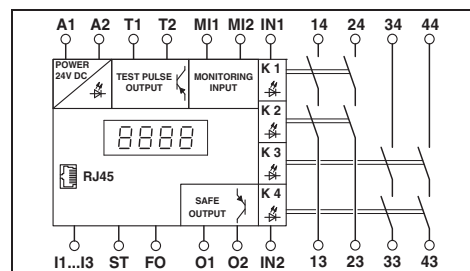 A1 A2 T1 T2 MI1 MI2 IN1 14 24 34 44
POWER
24V DC
TEST PULSE
OUTPUT
MONITORING
INPUT
K 1
K 2
8888
K 3
RJ45
SAFE
OUTPUT
K 4
I1...I3 ST FO O1 O2 IN2 13 23 33 43